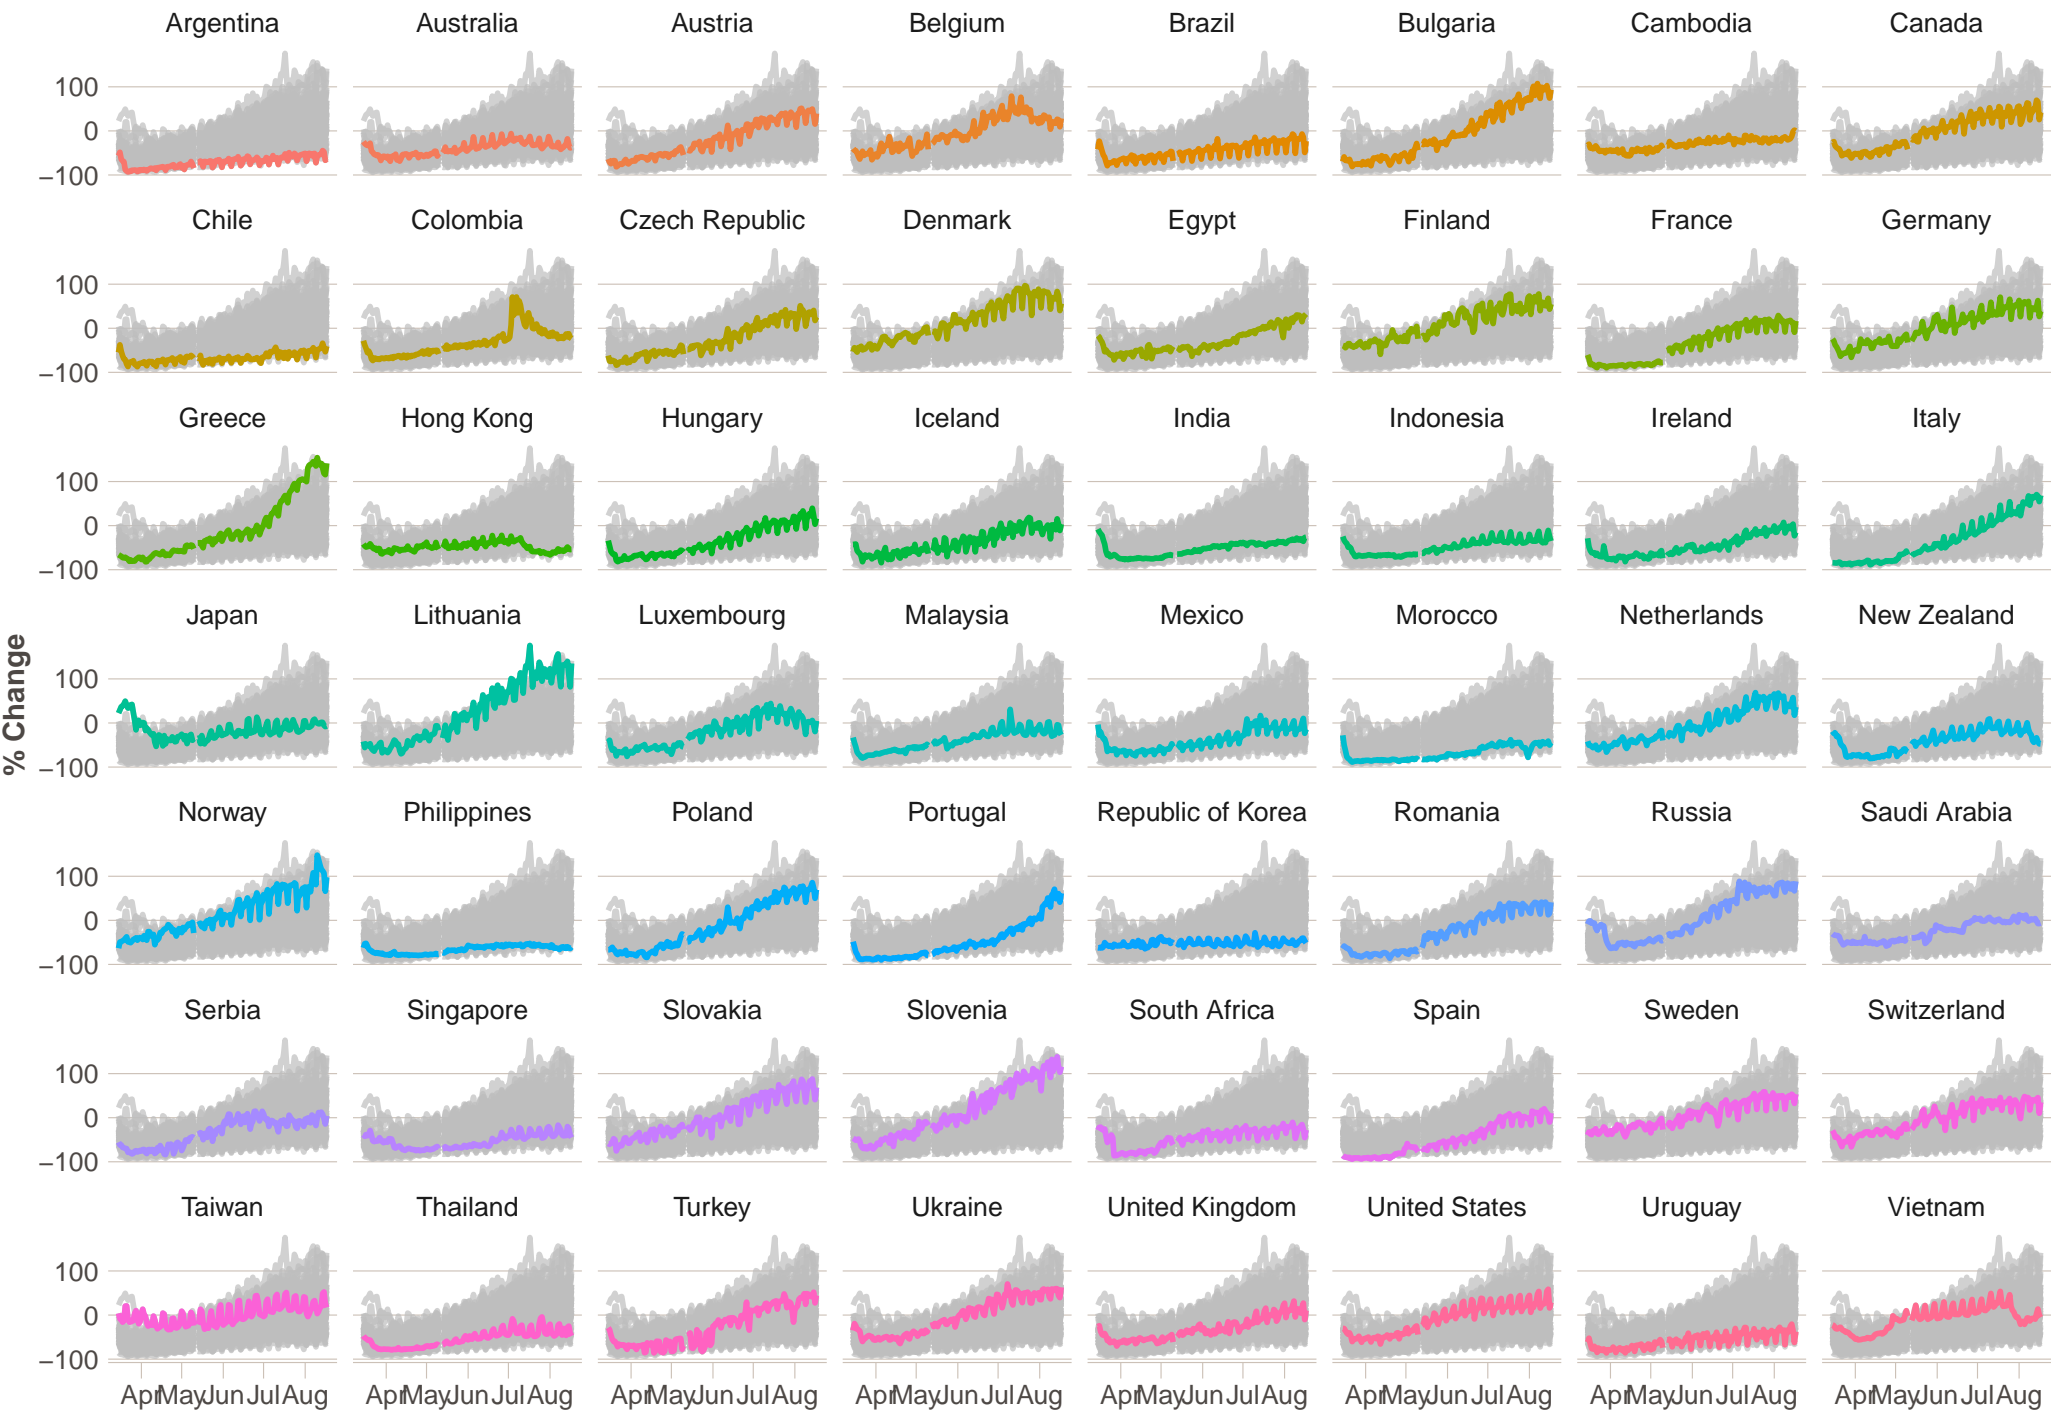 Argentina Australia Austria Belgium Brazil Bulgaria Cambodia Canada
100
0
−100
Chile Colombia Czech Republic Denmark Egypt Finland France Germany
100
0
−100
Greece Hong Kong Hungary Iceland India Indonesia Ireland Italy
100
0
−100
Japan Lithuania Luxembourg Malaysia Mexico Morocco Netherlands New Zealand
% Change
100
0
−100
Norway Philippines Poland Portugal Republic of Korea Romania Russia Saudi Arabia
100
0
−100
Serbia Singapore Slovakia Slovenia South Africa Spain Sweden Switzerland
100
0
−100
Taiwan Thailand Turkey Ukraine United Kingdom United States Uruguay Vietnam
100
0
−100
Apr May Jun Jul Aug Apr May Jun Jul Aug Apr May Jun Jul Aug Apr May Jun Jul Aug Apr May Jun Jul Aug Apr May Jun Jul Aug Apr May Jun Jul Aug Apr May Jun Jul Aug